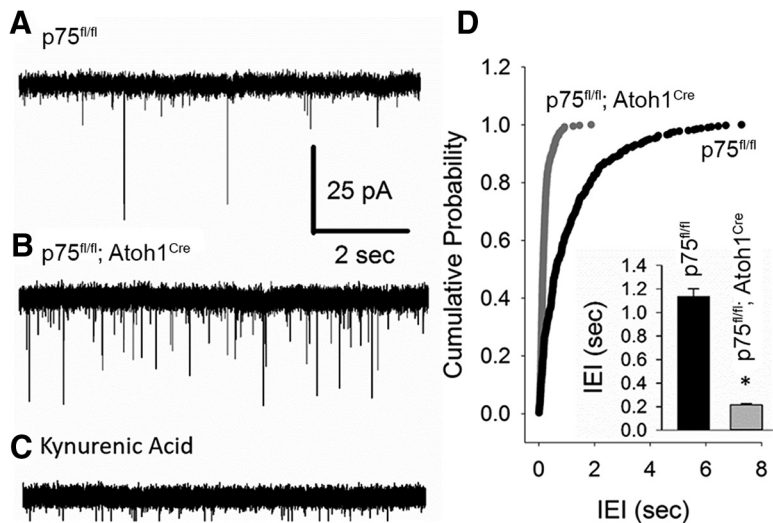 A
p75fl/fl
25 pA
2 sec
B
p75fl/fl; Atoh1Cre
C Kynurenic Acid
D
Cumulative Probability
1.2
1.0
0.8
0.6
0.4
0.2
0.0
p75fl/fl; Atoh1Cre
p75fl/fl
0 2 4 6 8
IEI (sec)
IEI (sec)
1.4
1.2
1.0
0.8
0.6
0.4
0.2
0.0
p75fl/fl
p75fl/fl; Atoh1Cre
*